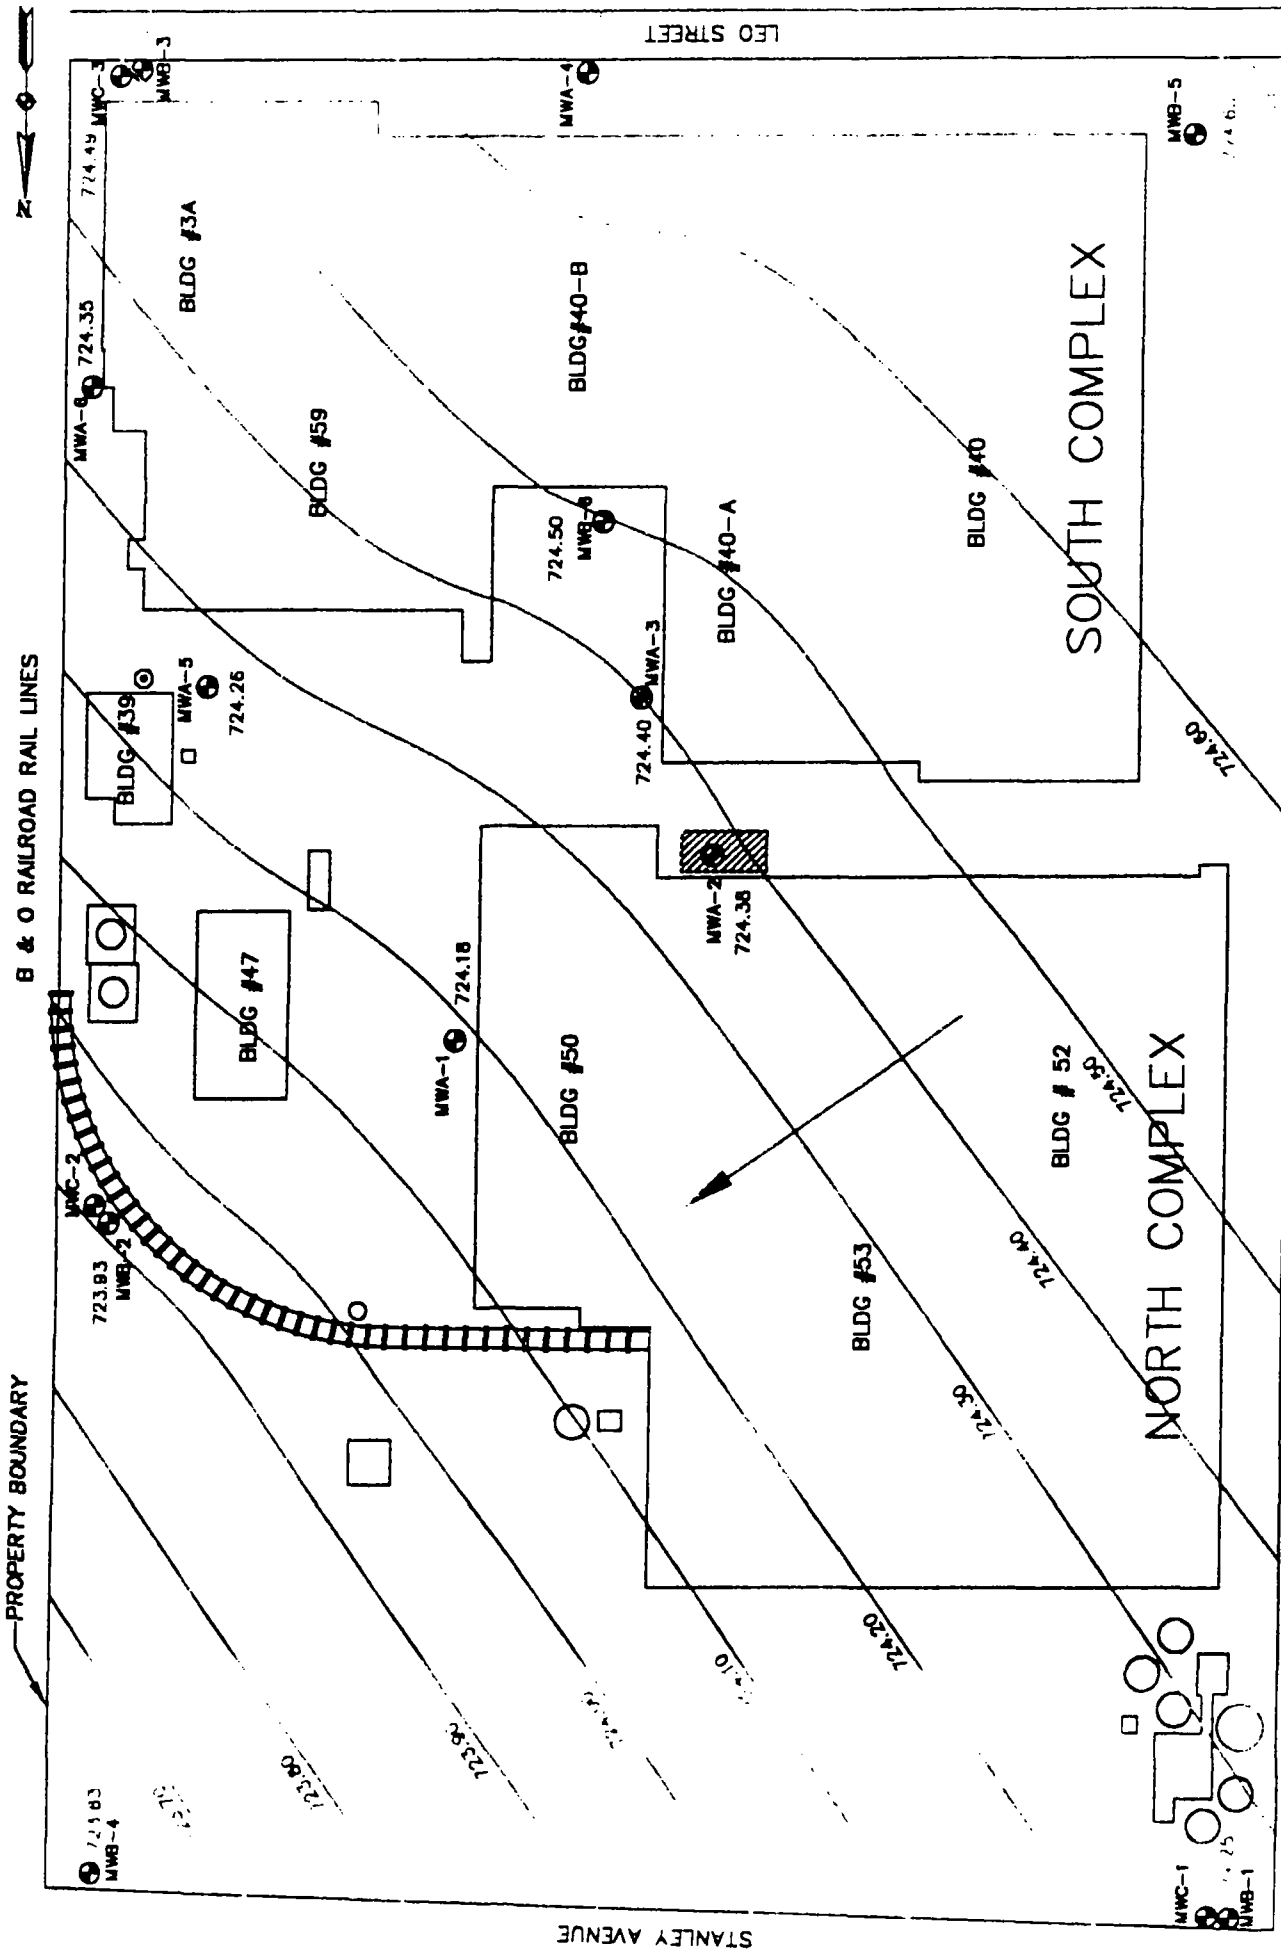 LEO STREET
N
MWC-3
MWB-3
724.49
MWA-4
MWB-5
BLDG #3A
724.35
MWA-6
BLDG#40-B
BLDG #59
SOUTH COMPLEX
BLDG #40
724.50
MWB-6
BLDG #40-A
B & O RAILROAD RAIL LINES
MWA-3
724.40
MWA-5
724.26
BLDG #39
724.60
MWA-2
724.38
BLDG #47
724.18
MWA-1
BLDG #50
BLDG # 52
724.50
NORTH COMPLEX
MWC-2
723.93
MWB-2
BLDG #53
724.40
724.30
PROPERTY BOUNDARY
724.20
723.80
723.90
MWB-4
MWC-1
MWB-1
STANLEY AVENUE